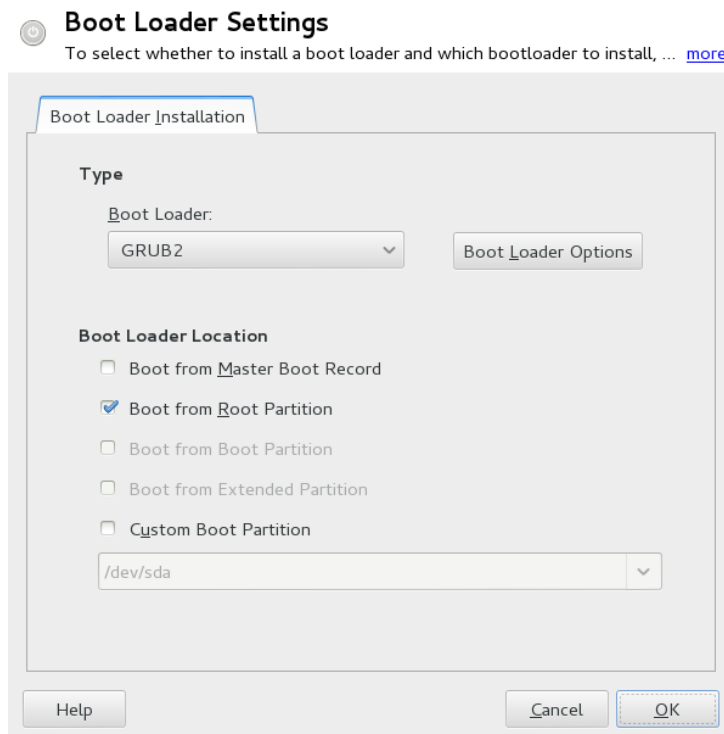 Boot Loader Settings
To select whether to install a boot loader and which bootloader to install, ... more
Boot Loader Installation
Type
Boot Loader:
GRUB2
Boot Loader Options
Boot Loader Location
Boot from Master Boot Record
Boot from Root Partition
Boot from Boot Partition
Boot from Extended Partition
Custom Boot Partition
/dev/sda
Help
Cancel
OK